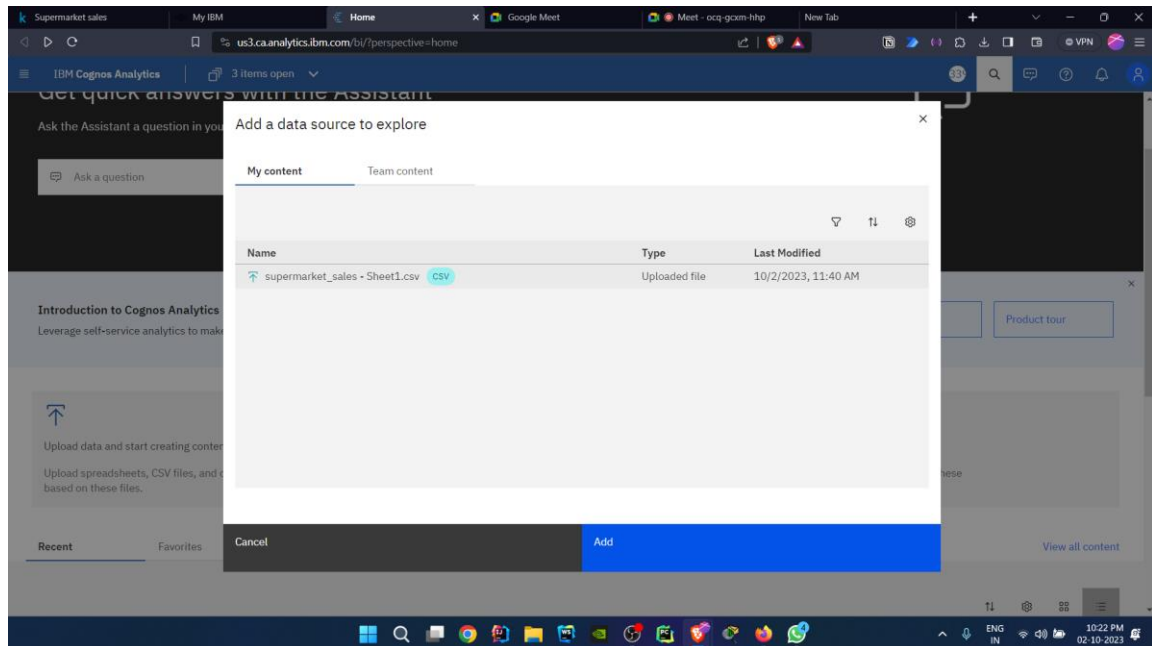 Supermarket sales My IBM Home Google Meet Meet - ocq-gcxm-hhp New Tab
us3.ca.analytics.ibm.com/bi/?perspective=home VPN
IBM Cognos Analytics 3 items open
Get quick answers with the Assistant
Ask the Assistant a question in you
Ask a question
Add a data source to explore
My content Team content
Name Type Last Modified
supermarket_sales - Sheet1.csv CSV Uploaded file 10/2/2023, 11:40 AM
Introduction to Cognos Analytics
Leverage self-service analytics to make
Product tour
Upload data and start creating conten
Upload spreadsheets, CSV files, and
based on these files.
hese
Cancel Add
Recent Favorites View all content
ENG
IN
10:22 PM
02-10-2023